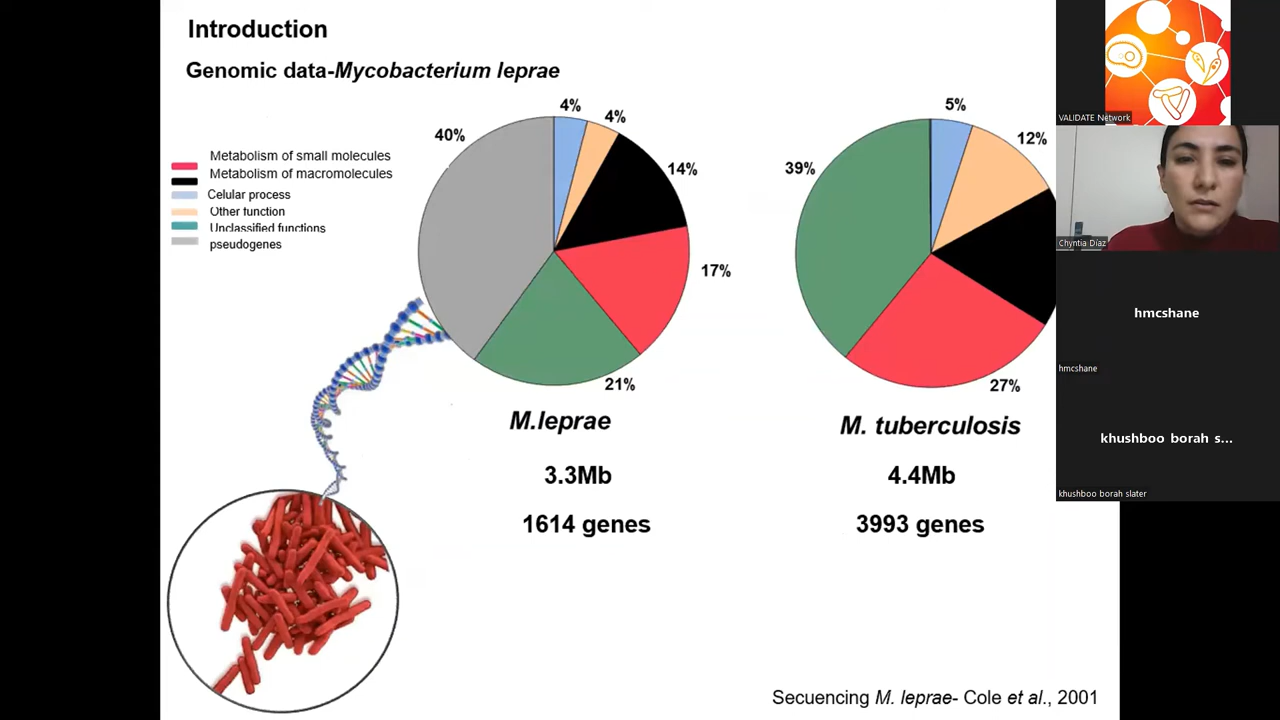 Introduction
Genomic data-Mycobacterium leprae
Metabolism of small molecules
Metabolism of macromolecules
Celular process
Other function
Unclassified functions
pseudogenes
40%
4%
4%
14%
17%
21%
39%
5%
12%
27%
M.leprae
3.3Mb
1614 genes
M. tuberculosis
4.4Mb
3993 genes
Secuencing M. leprae- Cole et al., 2001
VALIDATE Network
Chyntia Díaz
hmcshane
hmcshane
khushboo borah s...
khushboo borah slater